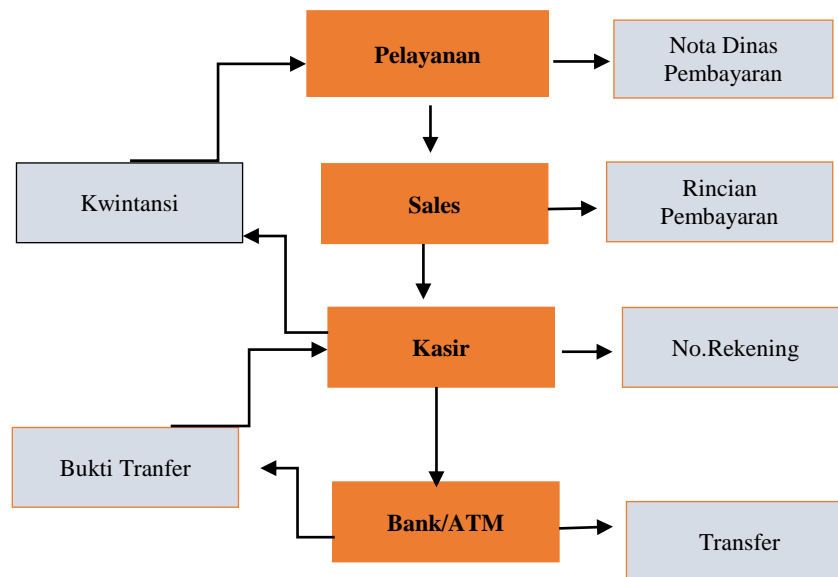 Pelayanan
Nota Dinas
Pembayaran
Kwintansi
Sales
Rincian
Pembayaran
Kasir
No.Rekening
Bukti Tranfer
Bank/ATM
Transfer